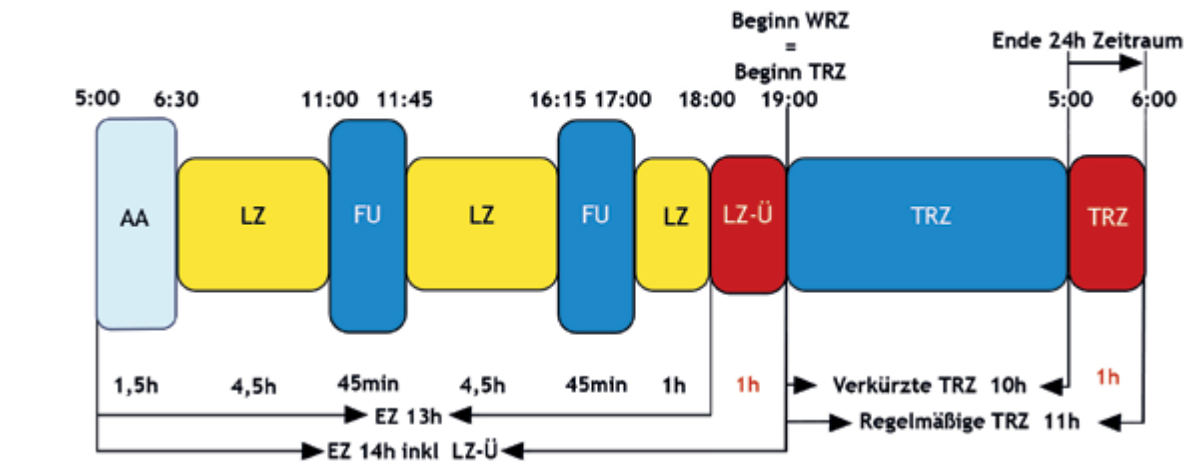 Beginn WRZ
=
Beginn TRZ
Ende 24h Zeitraum
5:00 6:30 11:00 11:45 16:15 17:00 18:00 19:00 5:00 6:00
AA LZ FU LZ FU LZ LZ-Ü TRZ TRZ
1,5h 4,5h 45min 4,5h 45min 1h 1h Verkürzte TRZ 10h 1h
EZ 13h Regelmäßige TRZ 11h
EZ 14h inkl LZ-Ü